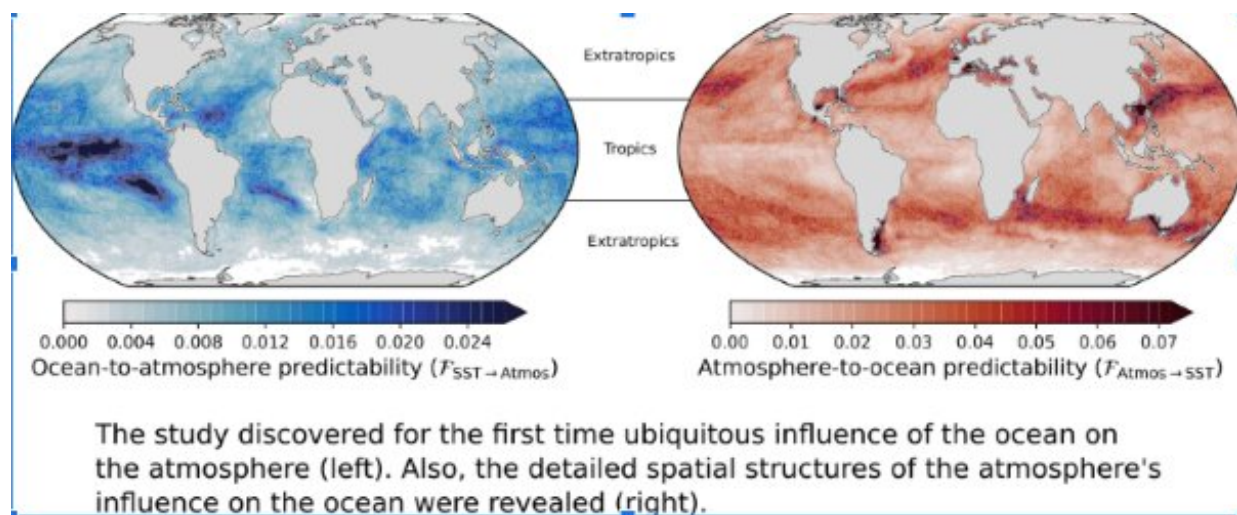 Extratropics
Tropics
Extratropics
0.000 0.004 0.008 0.012 0.016 0.020 0.024
Ocean-to-atmosphere predictability (ℱSST→Atmos)
0.00 0.01 0.02 0.03 0.04 0.05 0.06 0.07
Atmosphere-to-ocean predictability (ℱAtmos→SST)
The study discovered for the first time ubiquitous influence of the ocean on
the atmosphere (left). Also, the detailed spatial structures of the atmosphere's
influence on the ocean were revealed (right).